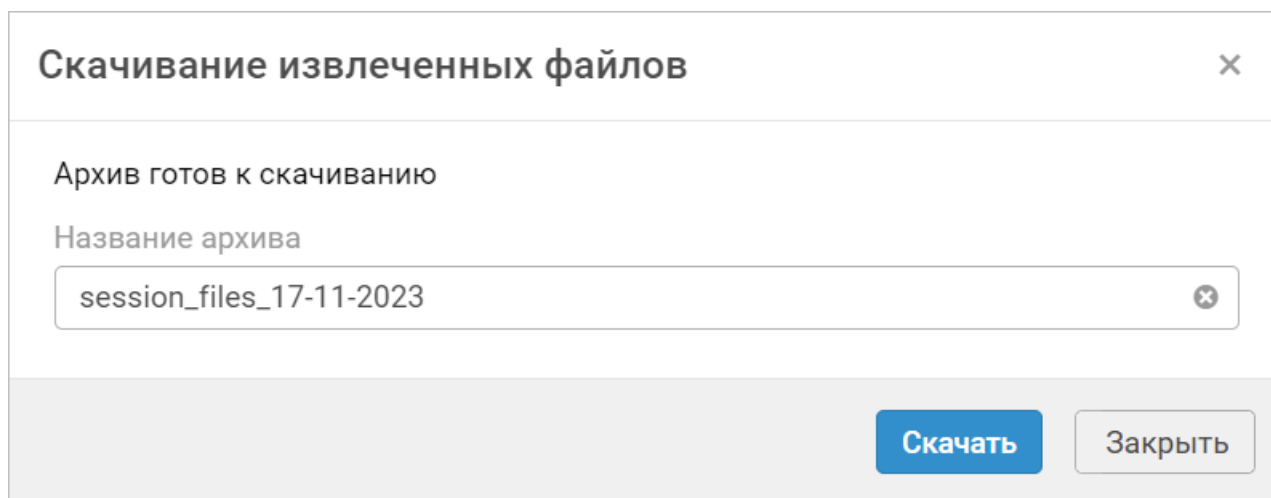 Скачивание извлеченных файлов
Архив готов к скачиванию
Название архива
session_files_17-11-2023
Скачать Закрыть